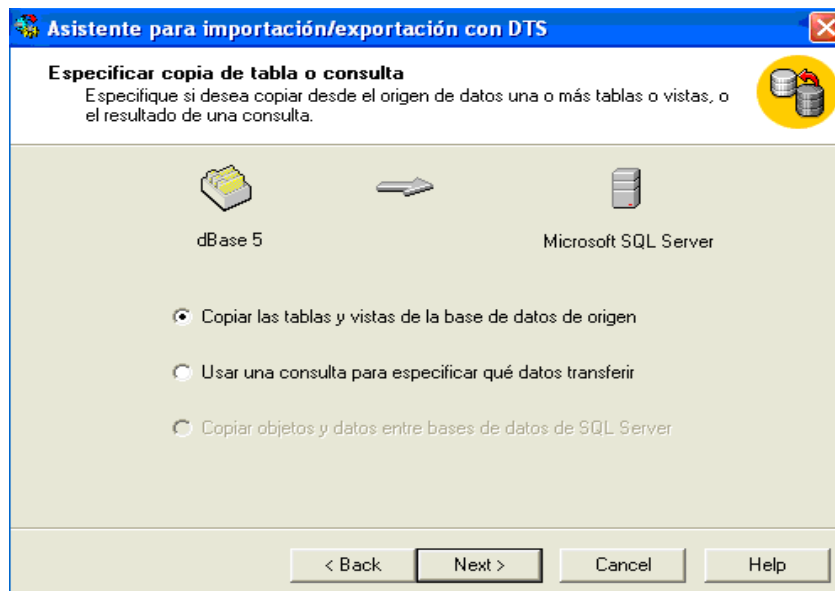 Asistente para importación/exportación con DTS
Especificar copia de tabla o consulta
Especifique si desea copiar desde el origen de datos una o más tablas o vistas, o
el resultado de una consulta.
dBase 5
Microsoft SQL Server
Copiar las tablas y vistas de la base de datos de origen
Usar una consulta para especificar qué datos transferir
Copiar objetos y datos entre bases de datos de SQL Server
< Back
Next >
Cancel
Help